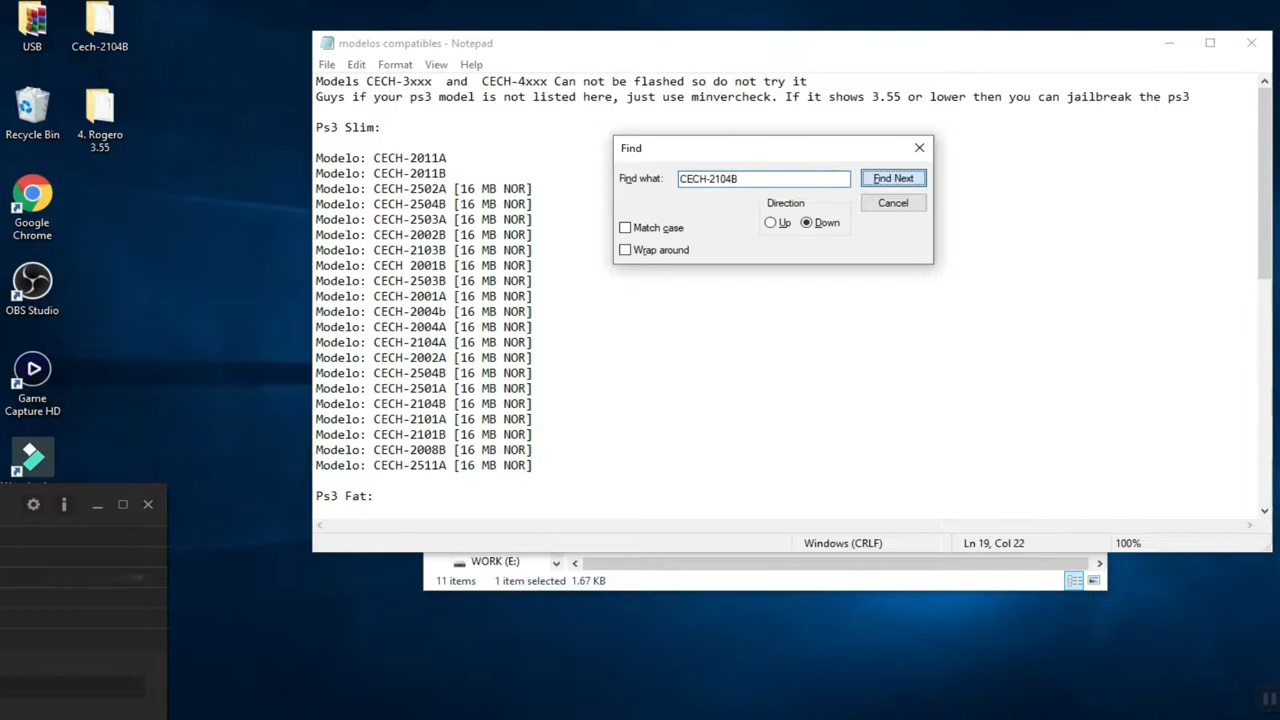 USB
Cech-2104B
Recycle Bin
4. Rogero
3.55
Google
Chrome
OBS Studio
Game
Capture HD
modelos compatibles - Notepad
File Edit Format View Help
Models CECH-3xxx and CECH-4xxx Can not be flashed so do not try it
Guys if your ps3 model is not listed here, just use minvercheck. If it shows 3.55 or lower then you can jailbreak the ps3
Ps3 Slim:
Modelo: CECH-2011A
Modelo: CECH-2011B
Modelo: CECH-2502A [16 MB NOR]
Modelo: CECH-2504B [16 MB NOR]
Modelo: CECH-2503A [16 MB NOR]
Modelo: CECH-2002B [16 MB NOR]
Modelo: CECH-2103B [16 MB NOR]
Modelo: CECH 2001B [16 MB NOR]
Modelo: CECH-2503B [16 MB NOR]
Modelo: CECH-2001A [16 MB NOR]
Modelo: CECH-2004b [16 MB NOR]
Modelo: CECH-2004A [16 MB NOR]
Modelo: CECH-2104A [16 MB NOR]
Modelo: CECH-2002A [16 MB NOR]
Modelo: CECH-2504B [16 MB NOR]
Modelo: CECH-2501A [16 MB NOR]
Modelo: CECH-2104B [16 MB NOR]
Modelo: CECH-2101A [16 MB NOR]
Modelo: CECH-2101B [16 MB NOR]
Modelo: CECH-2008B [16 MB NOR]
Modelo: CECH-2511A [16 MB NOR]
Ps3 Fat:
Find
Find what: CECH-2104B Find Next
Direction Cancel
Up Down
Match case
Wrap around
Windows (CRLF) Ln 19, Col 22 100%
WORK (E:)
11 items 1 item selected 1.67 KB